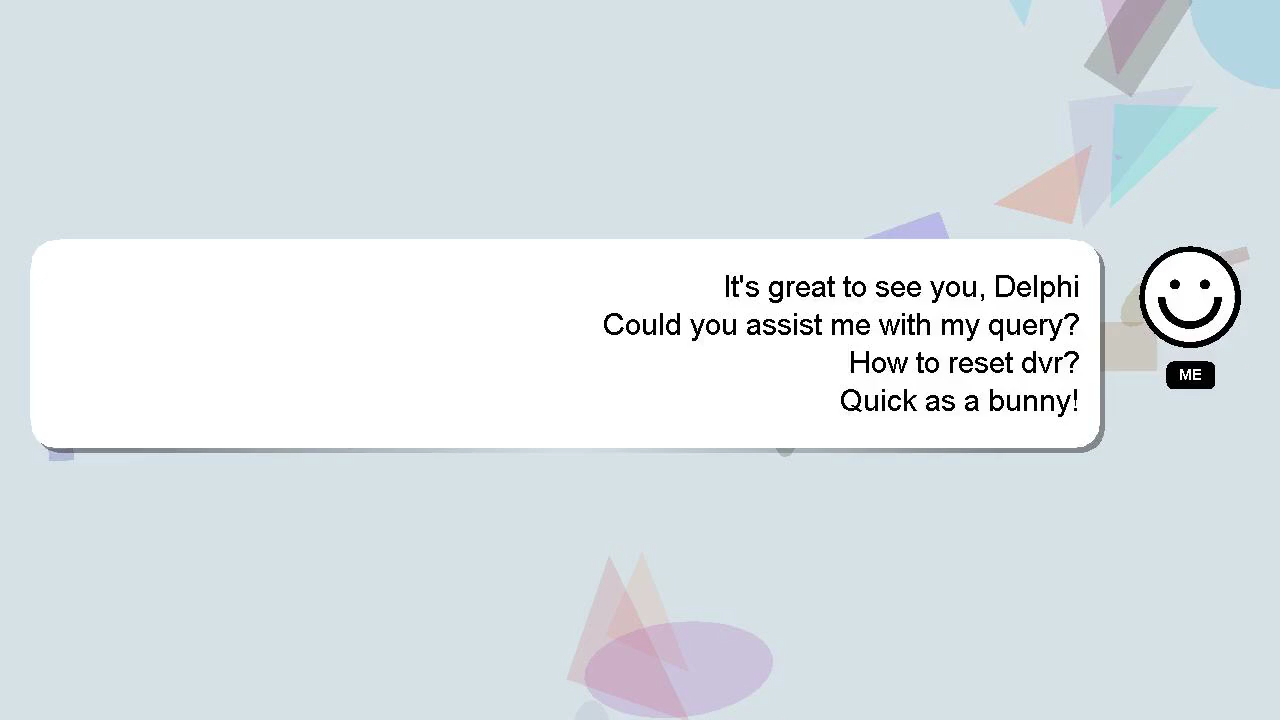 It's great to see you, Delphi
Could you assist me with my query?
How to reset dvr?
Quick as a bunny!
ME